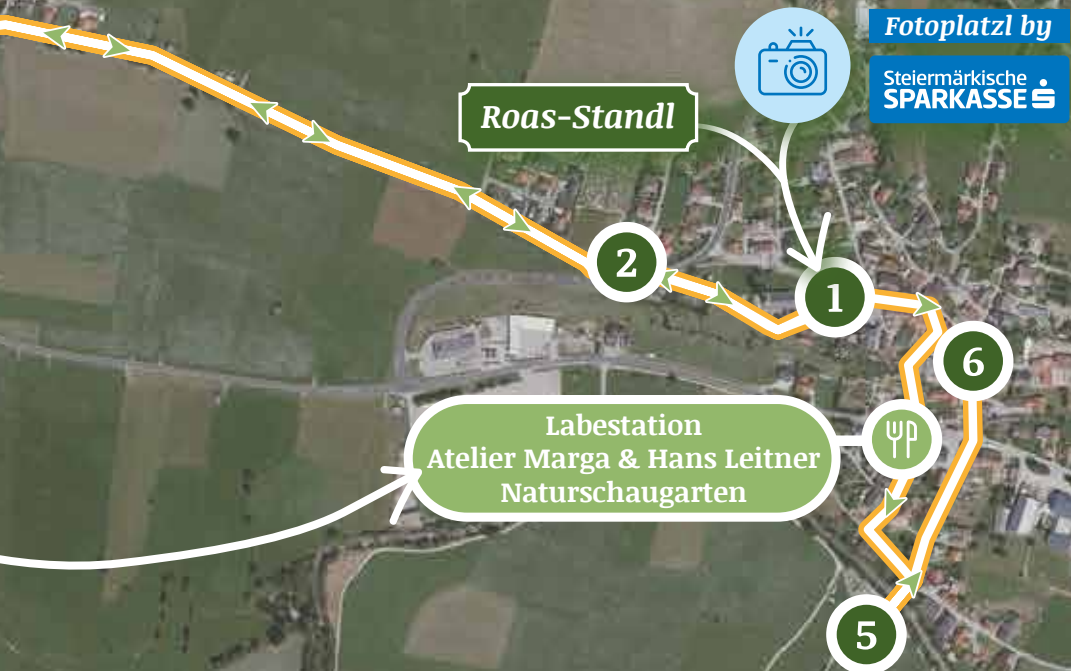 Fotoplatzl by
Steiermärkische
SPARKASSE
Roas-Standl
2
1
6
Labestation
Atelier Marga & Hans Leitner
Naturschaugarten
5